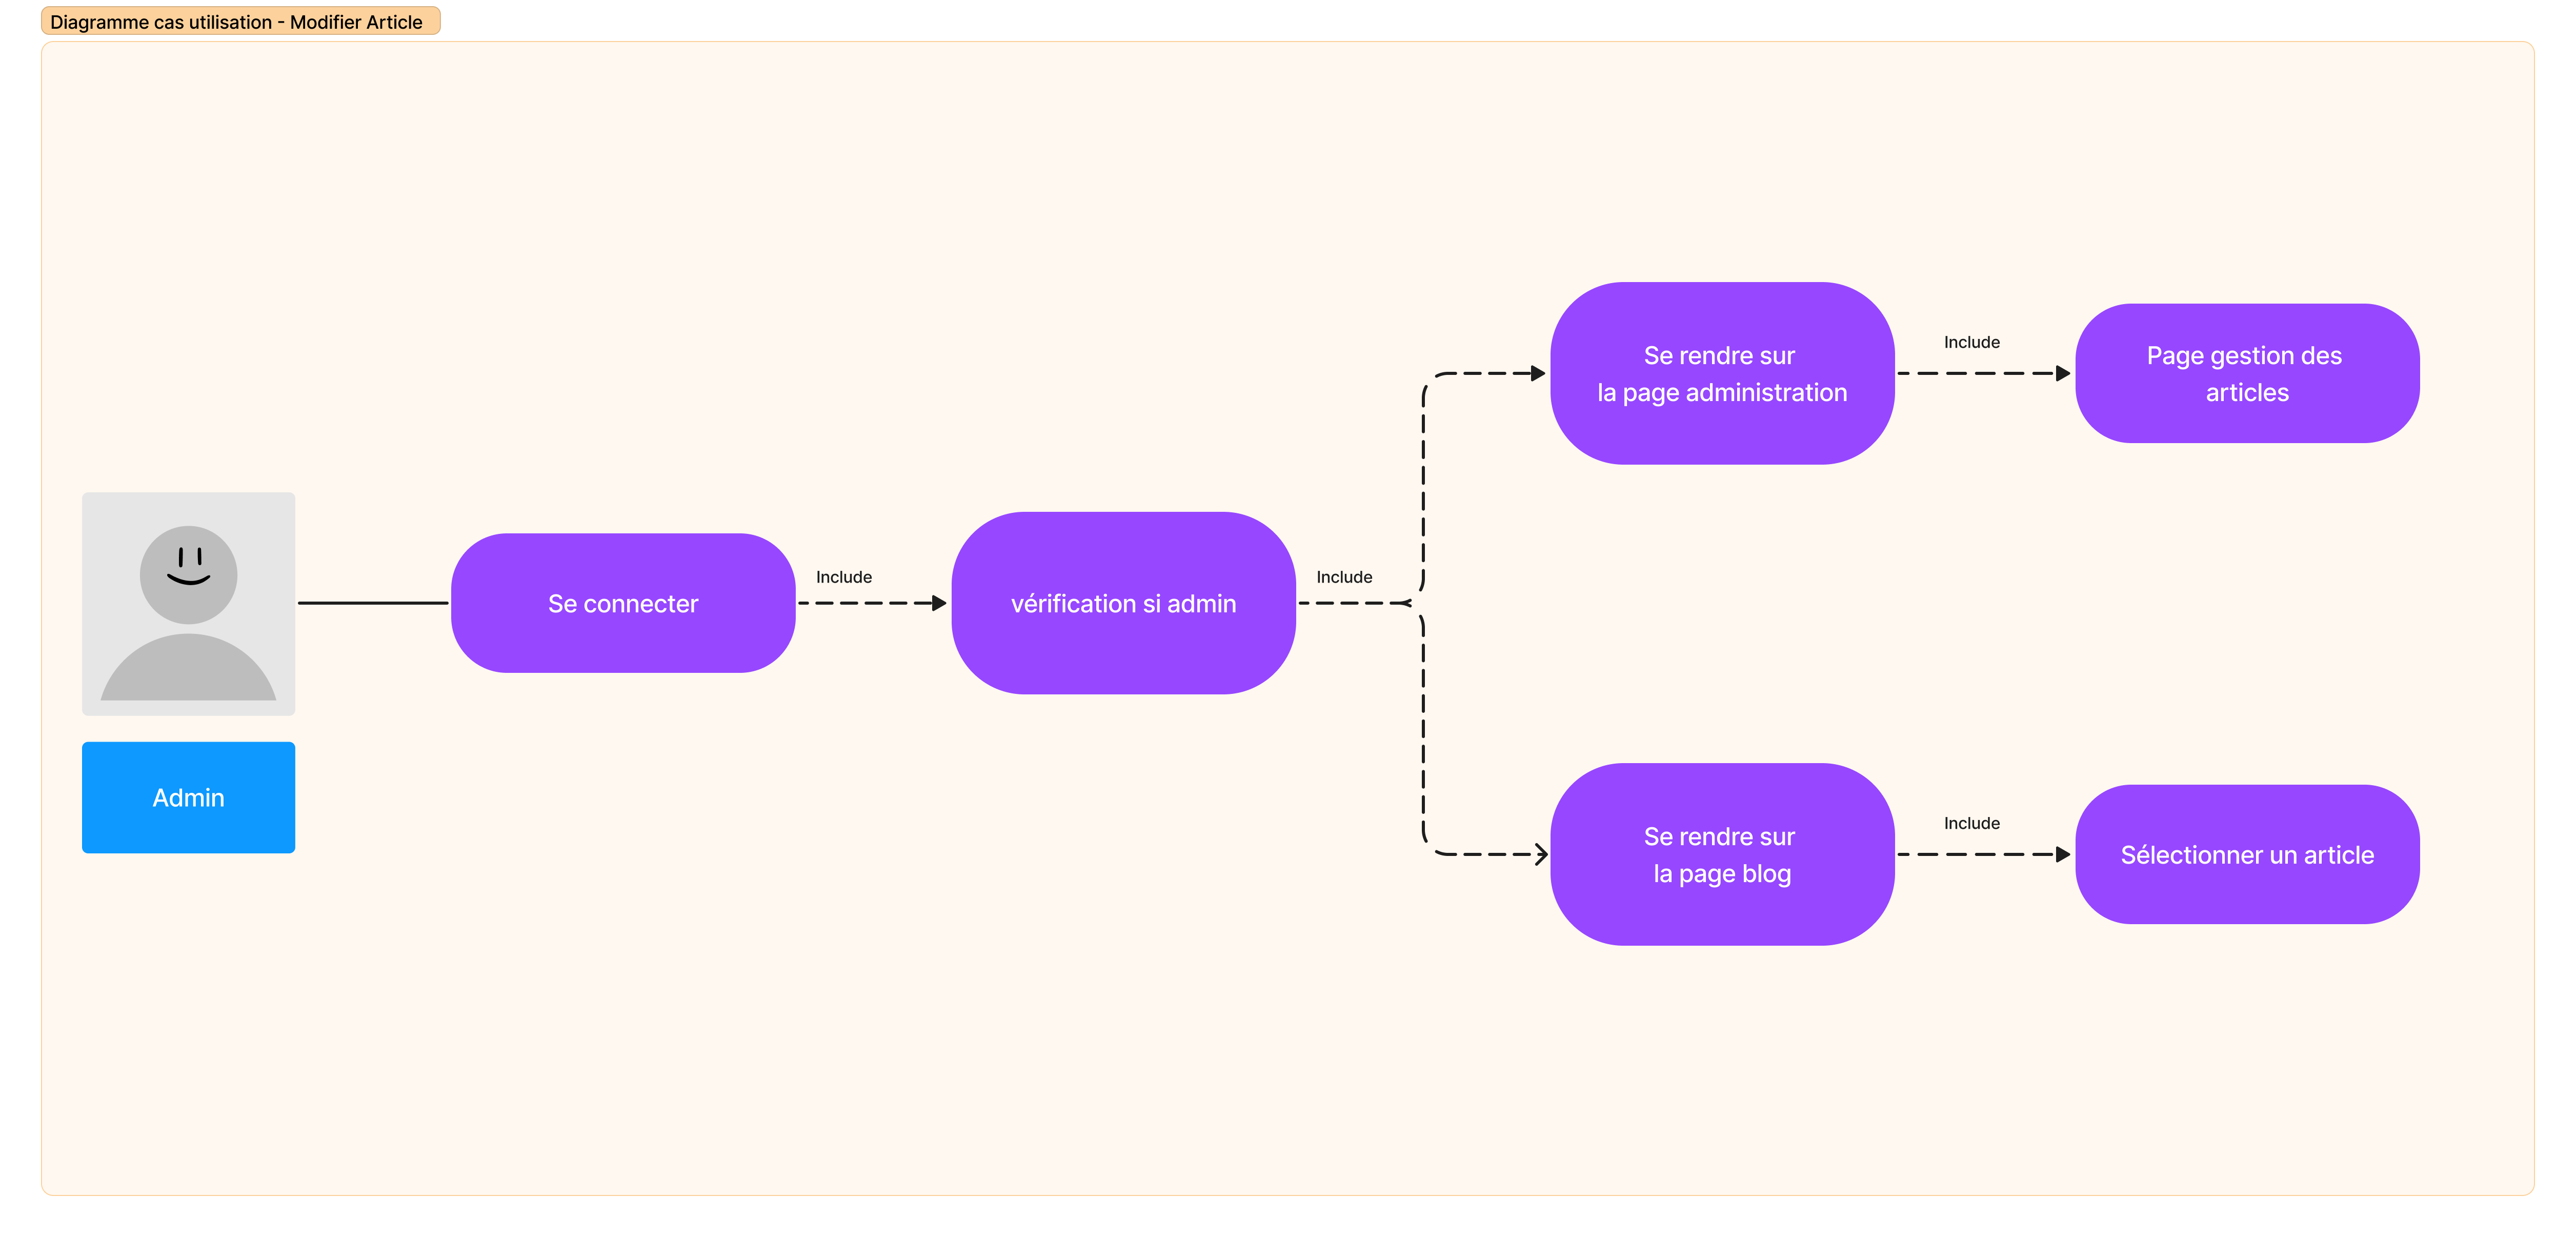 Diagramme cas utilisation - Modifier Article
Se rendre sur
la page administration
Include
Page gestion des
articles
Se connecter
Include
vérification si admin
Include
Admin
Se rendre sur
la page blog
Include
Sélectionner un article